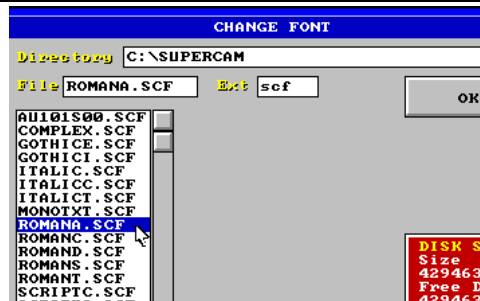 CHANGE FONT
Directory C:\SUPERCAM
File ROMANA.SCF Ext scf
OK
AU101S00.SCF
COMPLEX.SCF
GOTHICE.SCF
GOTHICI.SCF
ITALIC.SCF
ITALICC.SCF
ITALICT.SCF
MONOTXT.SCF
ROMANA.SCF
ROMANC.SCF
ROMAND.SCF
ROMANS.SCF
ROMANT.SCF
SCRIPTC.SCF
DISK S
Size
429463
Free D
429463